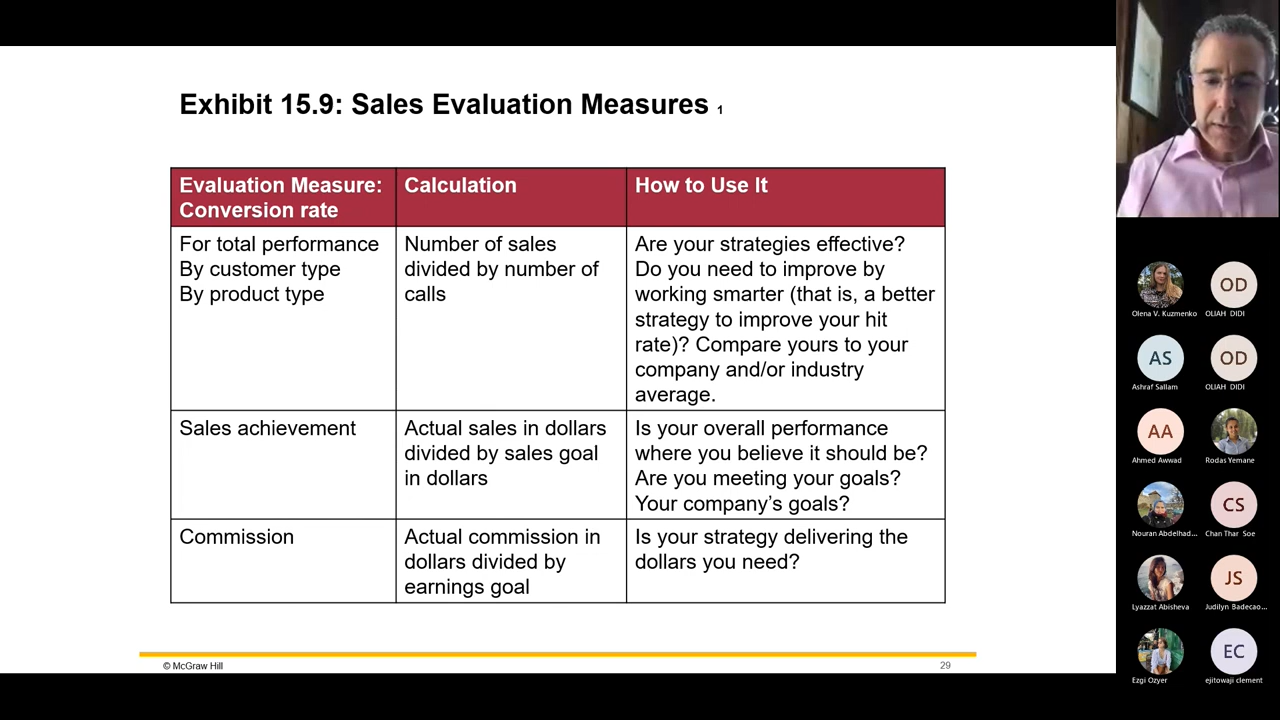 Exhibit 15.9: Sales Evaluation Measures 1
Evaluation Measure:
Conversion rate
Calculation
How to Use It
For total performance
By customer type
By product type
Number of sales
divided by number of
calls
Are your strategies effective?
Do you need to improve by
working smarter (that is, a better
strategy to improve your hit
rate)? Compare yours to your
company and/or industry
average.
Sales achievement
Actual sales in dollars
divided by sales goal
in dollars
Is your overall performance
where you believe it should be?
Are you meeting your goals?
Your company's goals?
Commission
Actual commission in
dollars divided by
earnings goal
Is your strategy delivering the
dollars you need?
© McGraw Hill
29
Olena V. Kuzmenko
OD
OLIAH DIDI
AS
Ashraf Sallam
OD
OLIAH DIDI
AA
Ahmed Awwad
Rodas Yemane
Nouran Abdelhad...
CS
Chan Thar Soe
Lyazzat Abisheva
JS
Judilyn Badecao...
Ezgi Ozyer
EC
ejitowaji clement